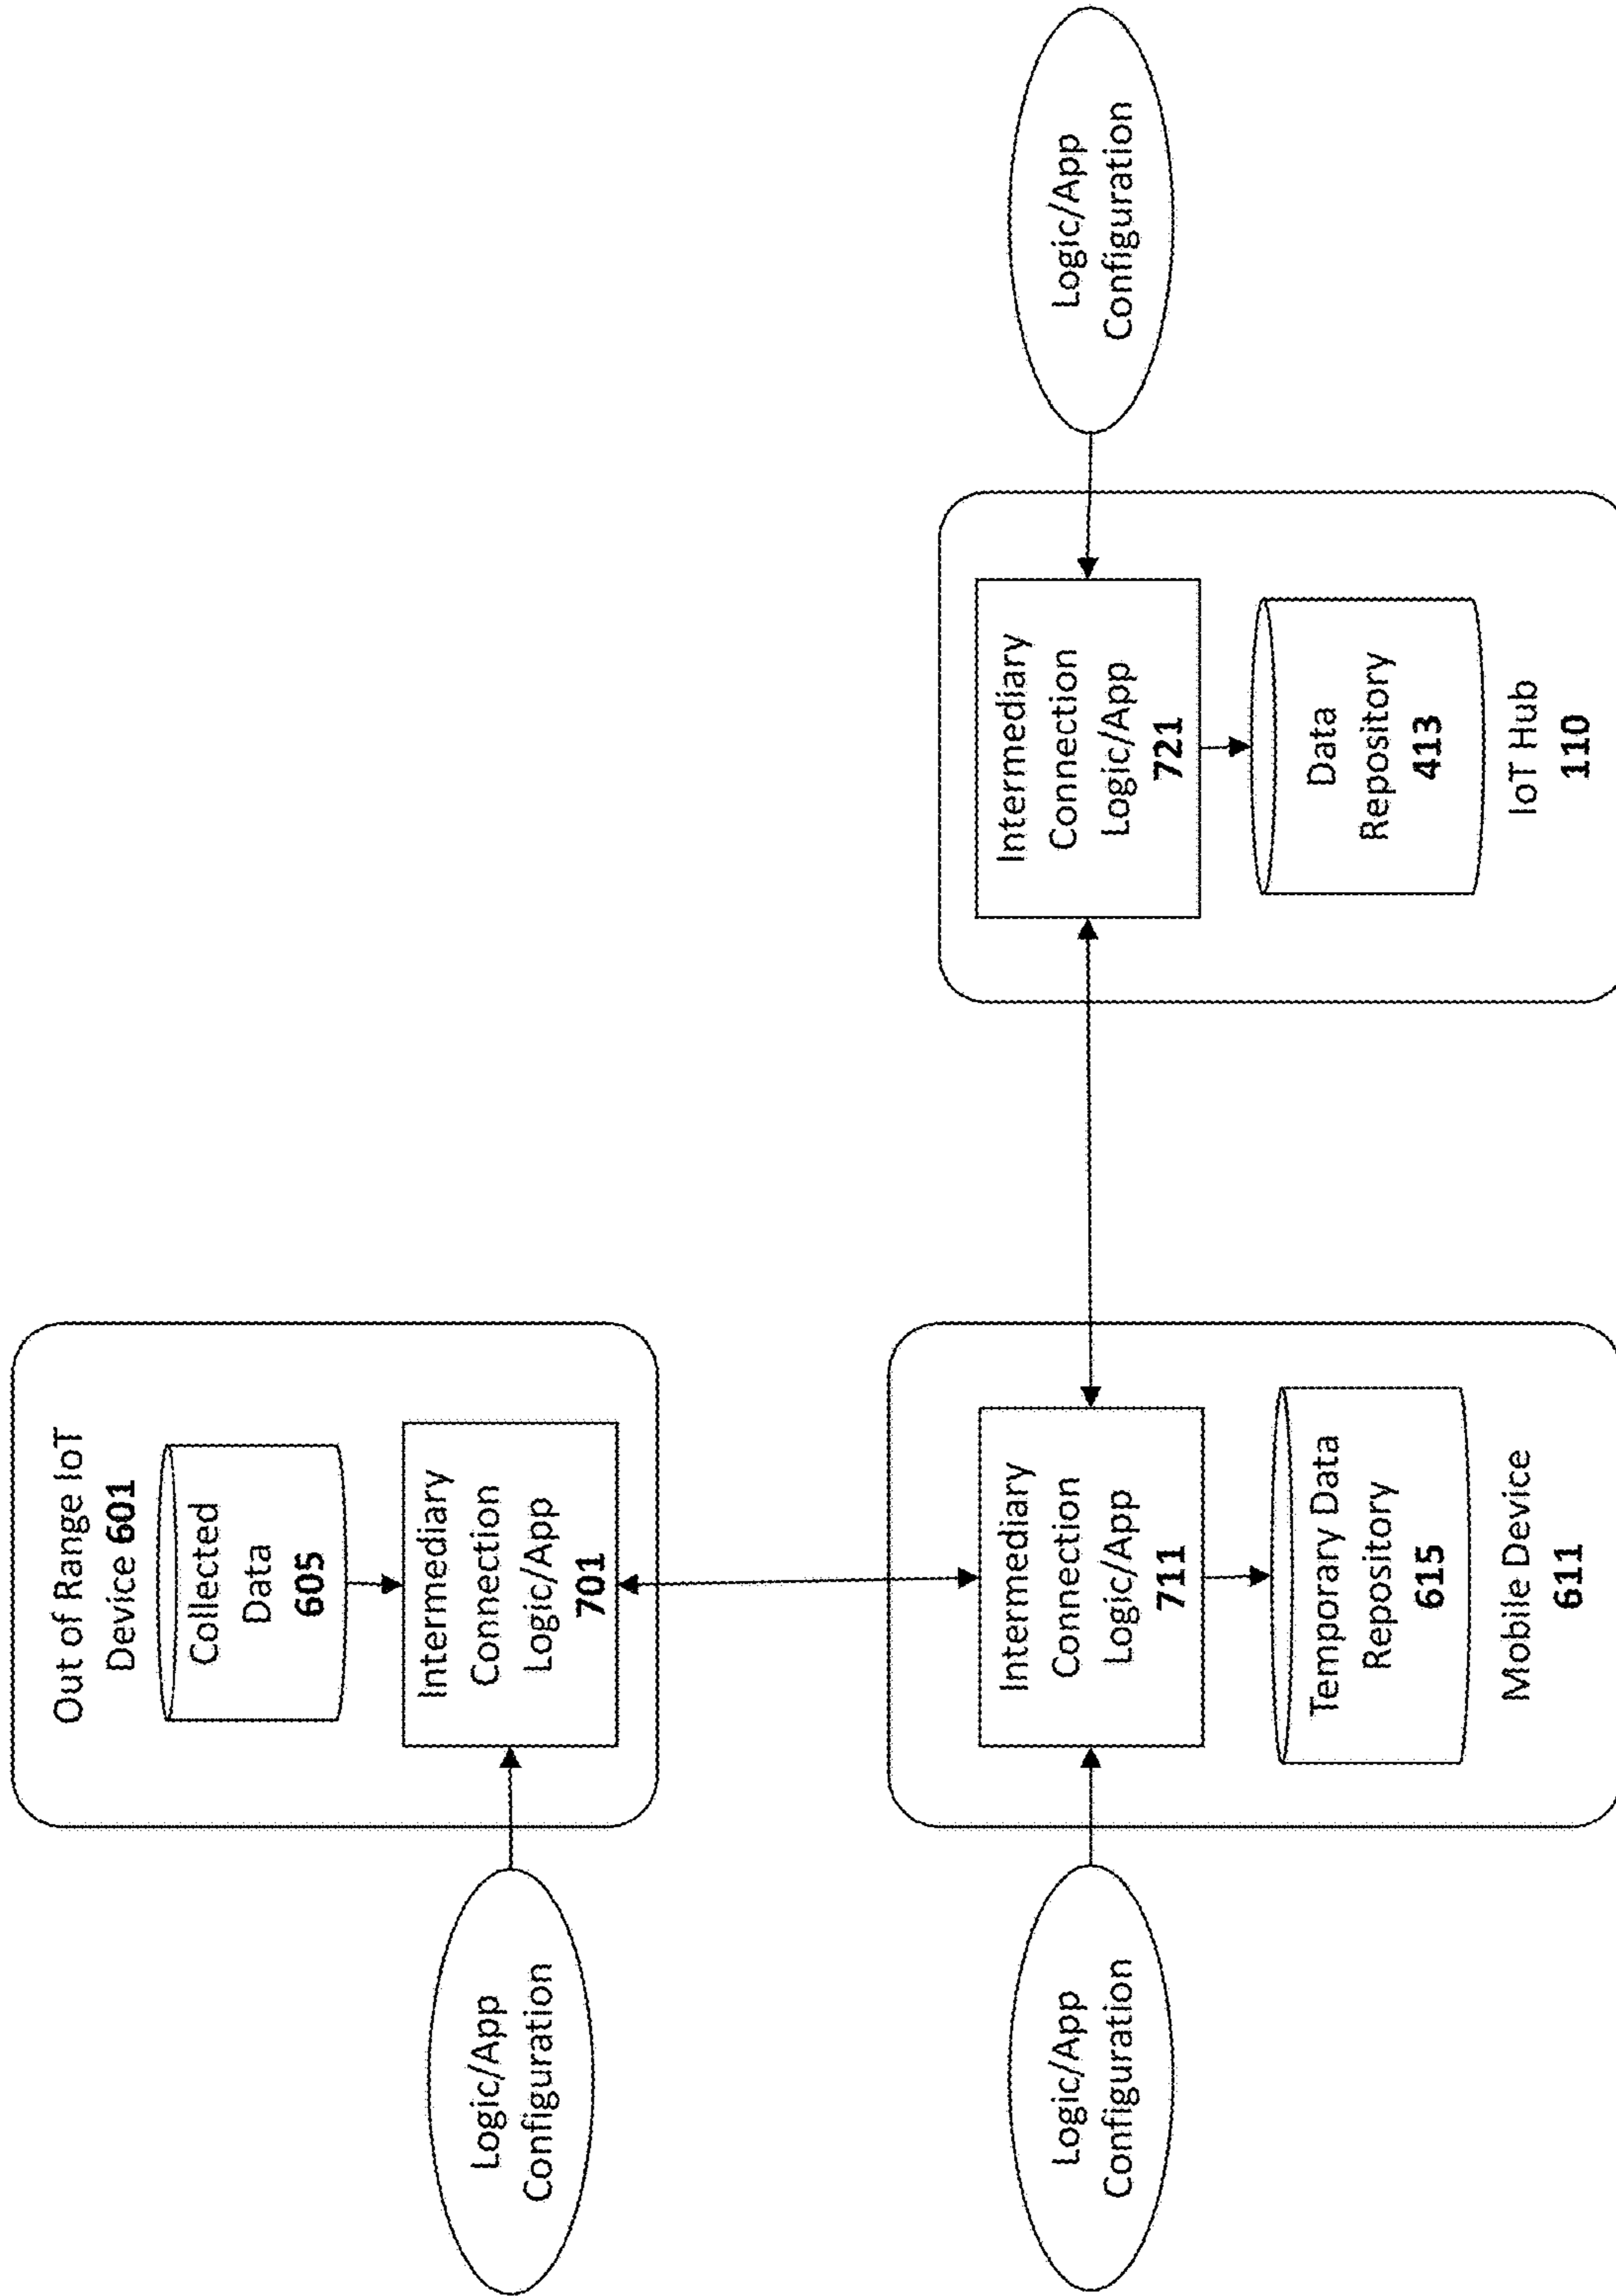 Out of Range IoT
Device 601
Collected
Data
605
Intermediary
Connection
Logic/App
701
Logic/App
Configuration
Logic/App
Configuration
Intermediary
Connection
Logic/App
711
Temporary Data
Repository
615
Mobile Device
611
Intermediary
Connection
Logic/App
721
Data
Repository
413
IoT Hub
110
Logic/App
Configuration